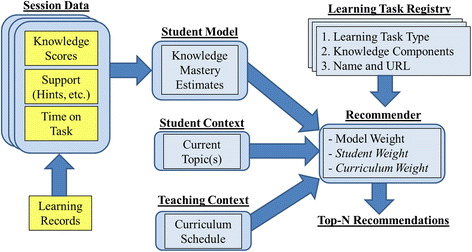 Session Data
Knowledge
Scores
Support
(Hints, etc.)
Time on
Task
Learning
Records
Student Model
Knowledge
Mastery
Estimates
Student Context
Current
Topic(s)
Teaching Context
Curriculum
Schedule
Learning Task Registry
1. Learning Task Type
2. Knowledge Components
3. Name and URL
Recommender
- Model Weight
- Student Weight
- Curriculum Weight
Top-N Recommendations